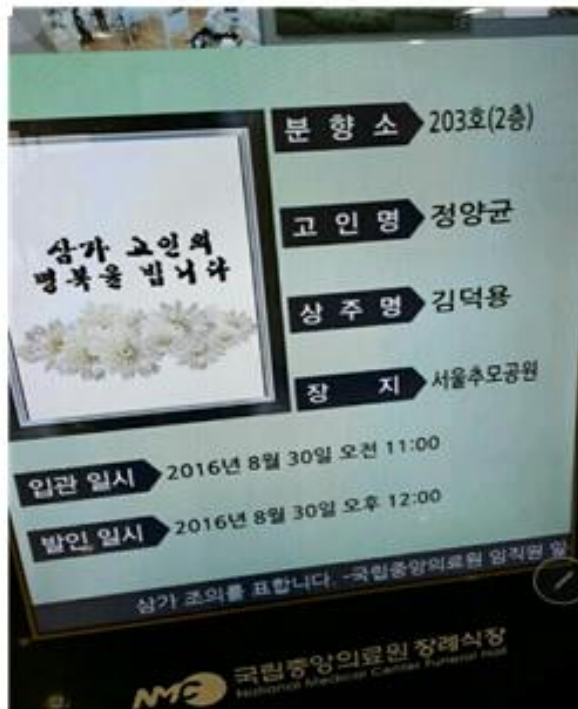 분 향 소 203호(2층)
삼가 고인의
명복을 빕니다
고 인 명 정양균
상 주 명 김덕용
장 지 서울추모공원
입관 일시 2016년 8월 30일 오전 11:00
발인 일시 2016년 8월 30일 오후 12:00
삼가 조의를 표합니다. -국립중앙의료원 임직원 일
NMC 국립중앙의료원 장례식장
National Medical Center Funeral Hall